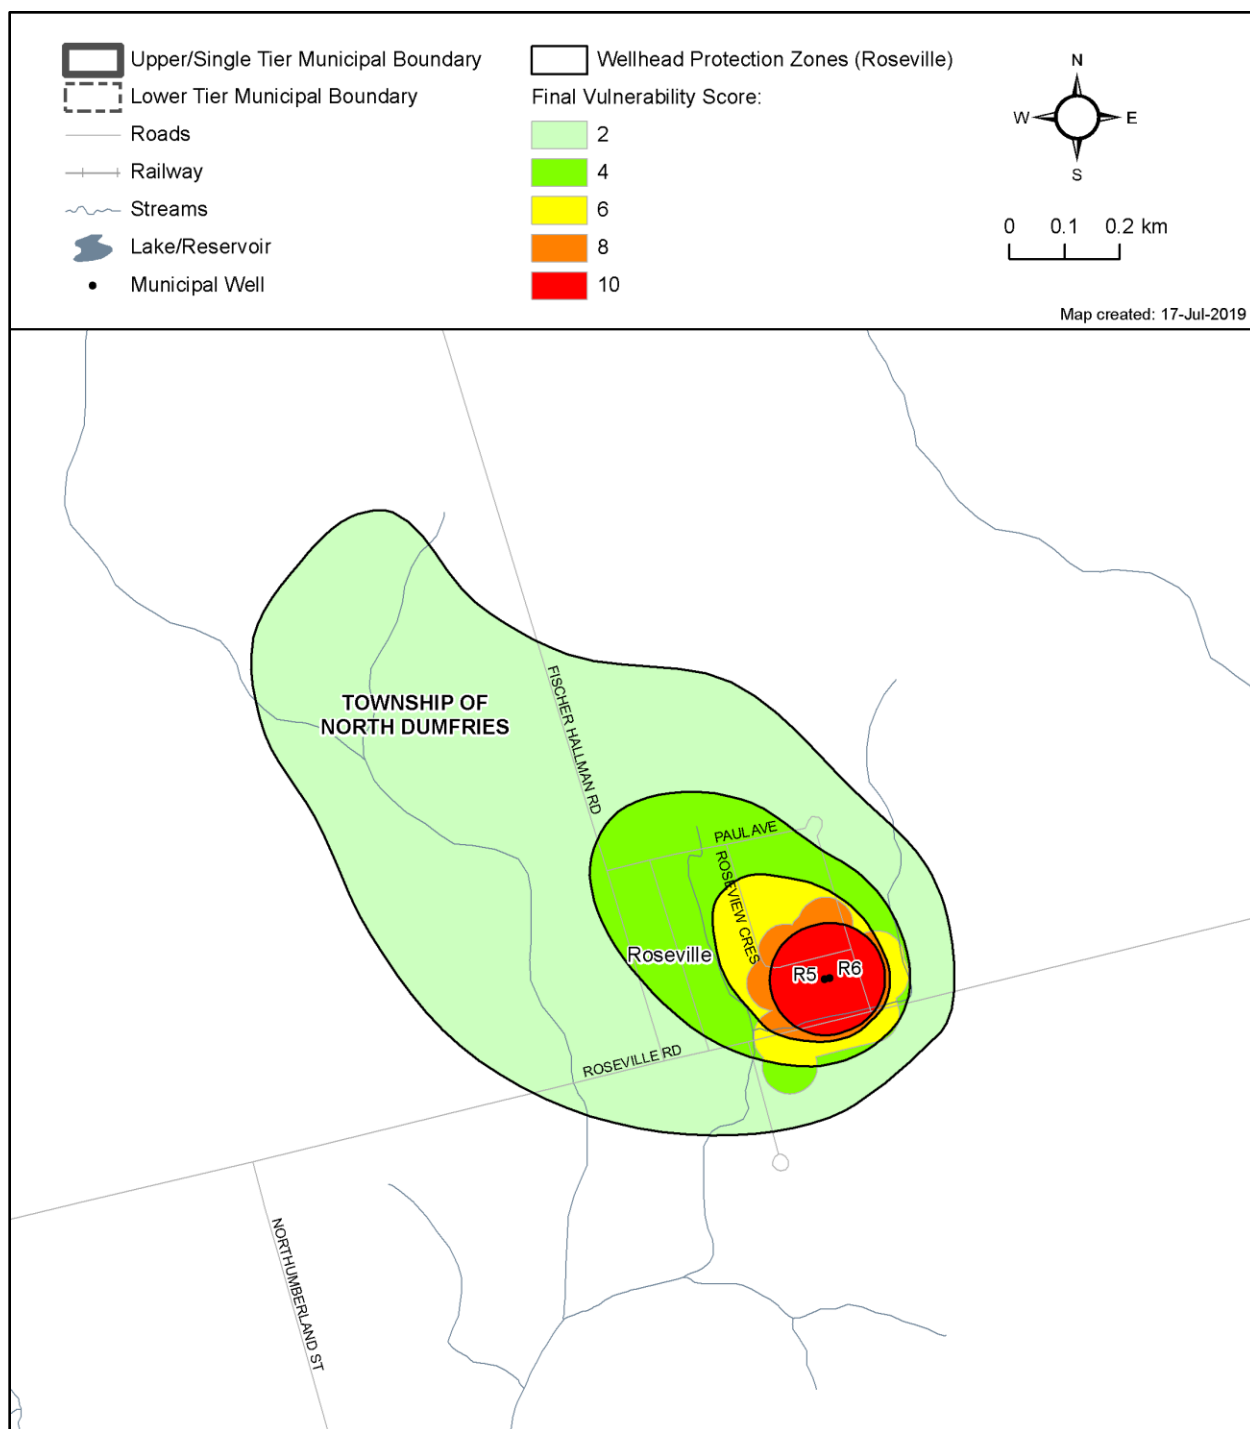 Upper/Single Tier Municipal Boundary
Lower Tier Municipal Boundary
Roads
Railway
Streams
Lake/Reservoir
Municipal Well
Wellhead Protection Zones (Roseville)
Final Vulnerability Score:
2
4
6
8
10
N
W E
S
0 0.1 0.2 km
Map created: 17-Jul-2019
FISCHER HALLMAN RD
TOWNSHIP OF
NORTH DUMFRIES
PAUL AVE
ROSEVIEW CRES
Roseville
R5 R6
ROSEVILLE RD
NORTHUMBERLAND ST